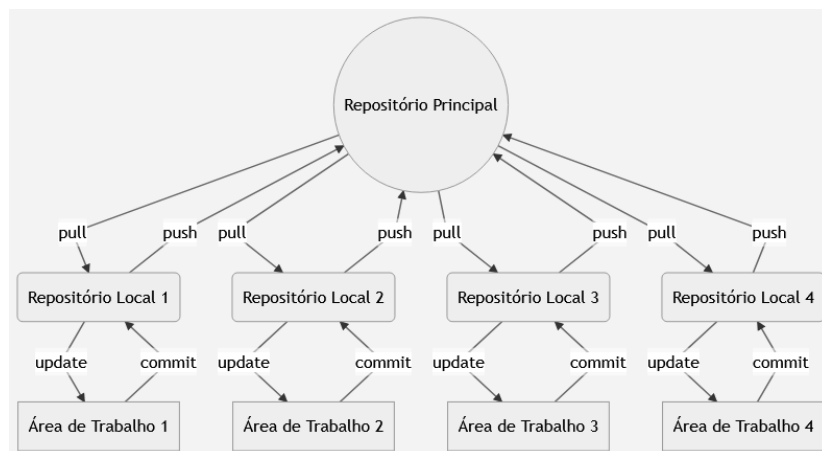 Repositório Principal
pull
push
pull
push
pull
push
pull
push
Repositório Local 1
Repositório Local 2
Repositório Local 3
Repositório Local 4
update
commit
update
commit
update
commit
update
commit
Área de Trabalho 1
Área de Trabalho 2
Área de Trabalho 3
Área de Trabalho 4